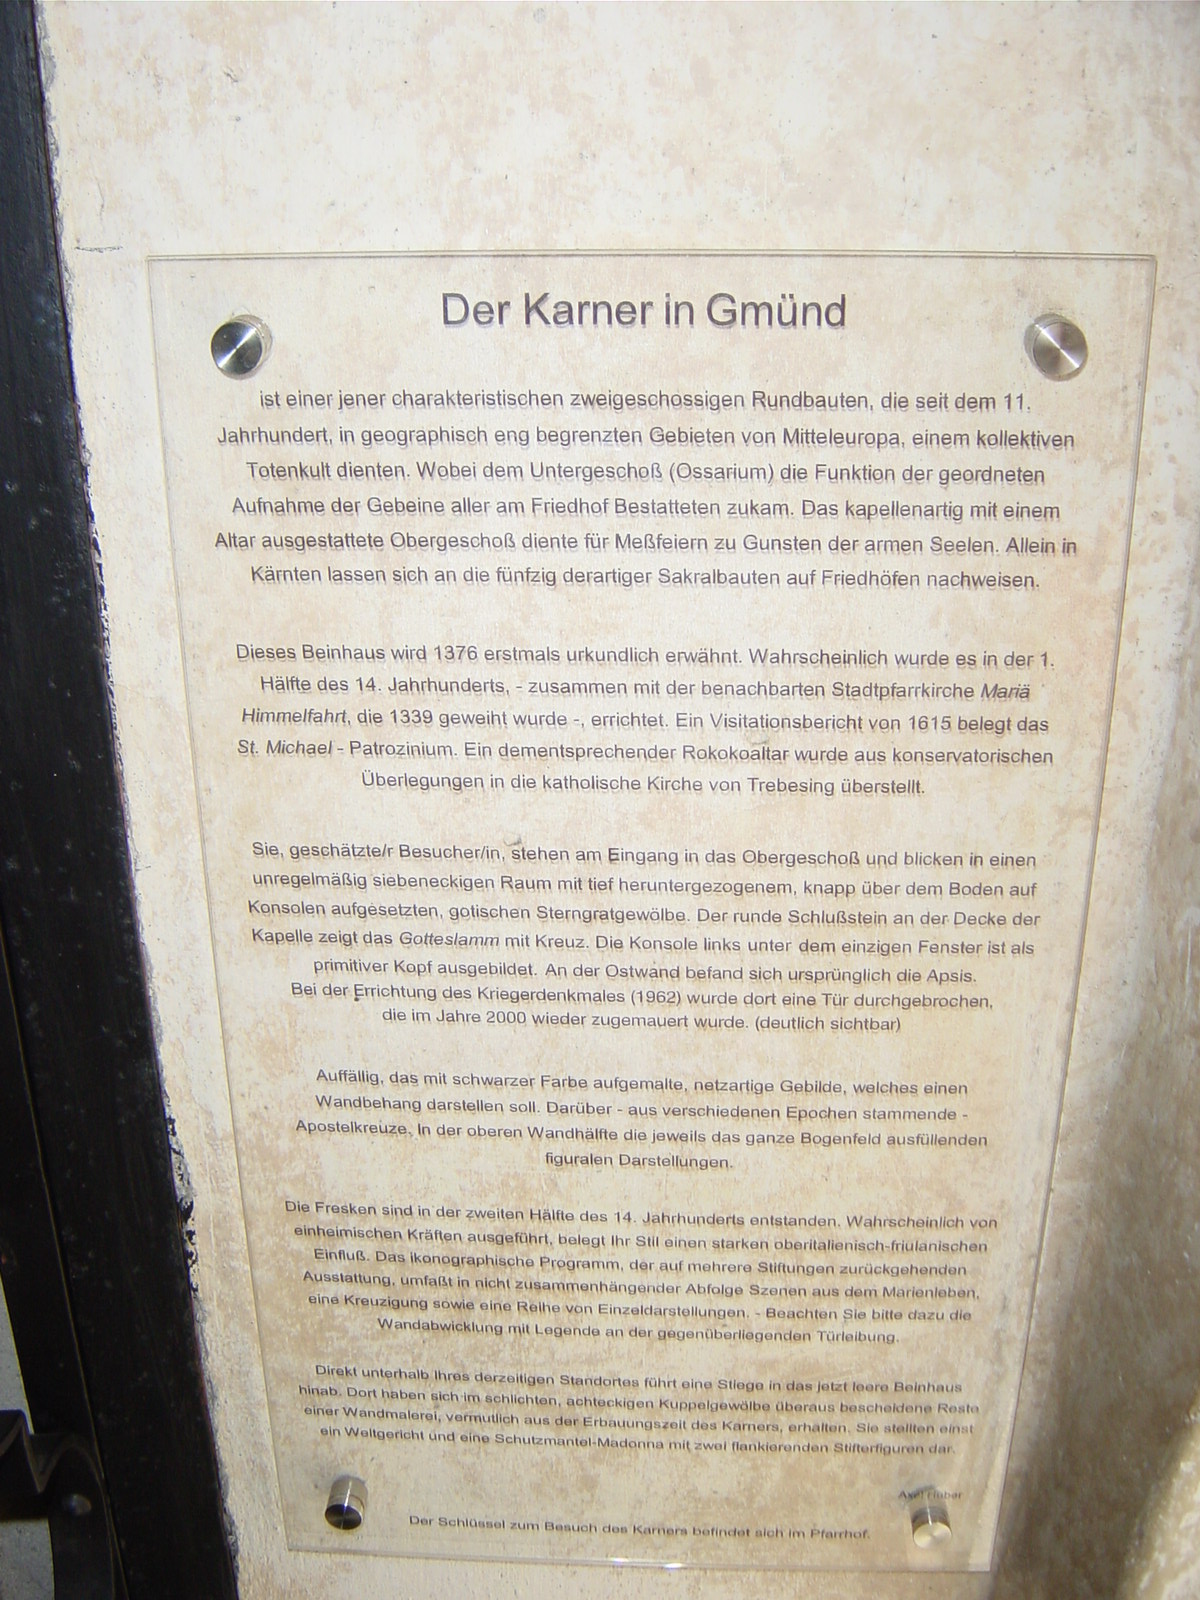 Der Karner in Gmünd
ist einer jener charakteristischen zweigeschossigen Rundbauten, die seit dem 11.
Jahrhundert, in geographisch eng begrenzten Gebieten von Mitteleuropa, einem kollektiven
Totenkult dienten. Wobei dem Untergeschoß (Ossarium) die Funktion der geordneten
Aufnahme der Gebeine aller am Friedhof Bestatteten zukam. Das kapellenartig mit einem
Altar ausgestattete Obergeschoß diente für Meßfeiern zu Gunsten der armen Seelen. Allein in
Kärnten lassen sich an die fünfzig derartiger Sakralbauten auf Friedhöfen nachweisen.
Dieses Beinhaus wird 1376 erstmals urkundlich erwähnt. Wahrscheinlich wurde es in der 1.
Hälfte des 14. Jahrhunderts, - zusammen mit der benachbarten Stadtpfarrkirche Mariä
Himmelfahrt, die 1339 geweiht wurde -, errichtet. Ein Visitationsbericht von 1615 belegt das
St. Michael - Patrozinium. Ein dementsprechender Rokokoaltar wurde aus konservatorischen
Überlegungen in die katholische Kirche von Trebesing überstellt.
Sie, geschätzte/r Besucher/in, stehen am Eingang in das Obergeschoß und blicken in einen
unregelmäßig siebeneckigen Raum mit tief heruntergezogenem, knapp über dem Boden auf
Konsolen aufgesetzten, gotischen Sterngratgewölbe. Der runde Schlußstein an der Decke der
Kapelle zeigt das Gotteslamm mit Kreuz. Die Konsole links unter dem einzigen Fenster ist als
primitiver Kopf ausgebildet. An der Ostwand befand sich ursprünglich die Apsis.
Bei der Errichtung des Kriegerdenkmales (1962) wurde dort eine Tür durchgebrochen,
die im Jahre 2000 wieder zugemauert wurde. (deutlich sichtbar)
Auffällig, das mit schwarzer Farbe aufgemalte, netzartige Gebilde, welches einen
Wandbehang darstellen soll. Darüber - aus verschiedenen Epochen stammende -
Apostelkreuze. In der oberen Wandhälfte die jeweils das ganze Bogenfeld ausfüllenden
figuralen Darstellungen.
Die Fresken sind in der zweiten Hälfte des 14. Jahrhunderts entstanden. Wahrscheinlich von
einheimischen Kräften ausgeführt, belegt Ihr Stil einen starken oberitalienisch-friulanischen
Einfluß. Das ikonographische Programm, der auf mehrere Stiftungen zurückgehenden
Ausstattung, umfaßt in nicht zusammenhängender Abfolge Szenen aus dem Marienleben,
eine Kreuzigung sowie eine Reihe von Einzeldarstellungen. - Beachten Sie bitte dazu die
Wandabwicklung mit Legende an der gegenüberliegenden Türleibung.
Direkt unterhalb Ihres derzeitigen Standortes führt eine Stiege in das jetzt leere Beinhaus
hinab. Dort haben sich im schlichten, achteckigen Kuppelgewölbe überaus bescheidene Reste
einer Wandmalerei, vermutlich aus der Erbauungszeit des Karners, erhalten. Sie stellten einst
ein Weltgericht und eine Schutzmantel-Madonna mit zwei flankierenden Stifterfiguren dar.
Axel Huber
Der Schlüssel zum Besuch des Karners befindet sich im Pfarrhof.